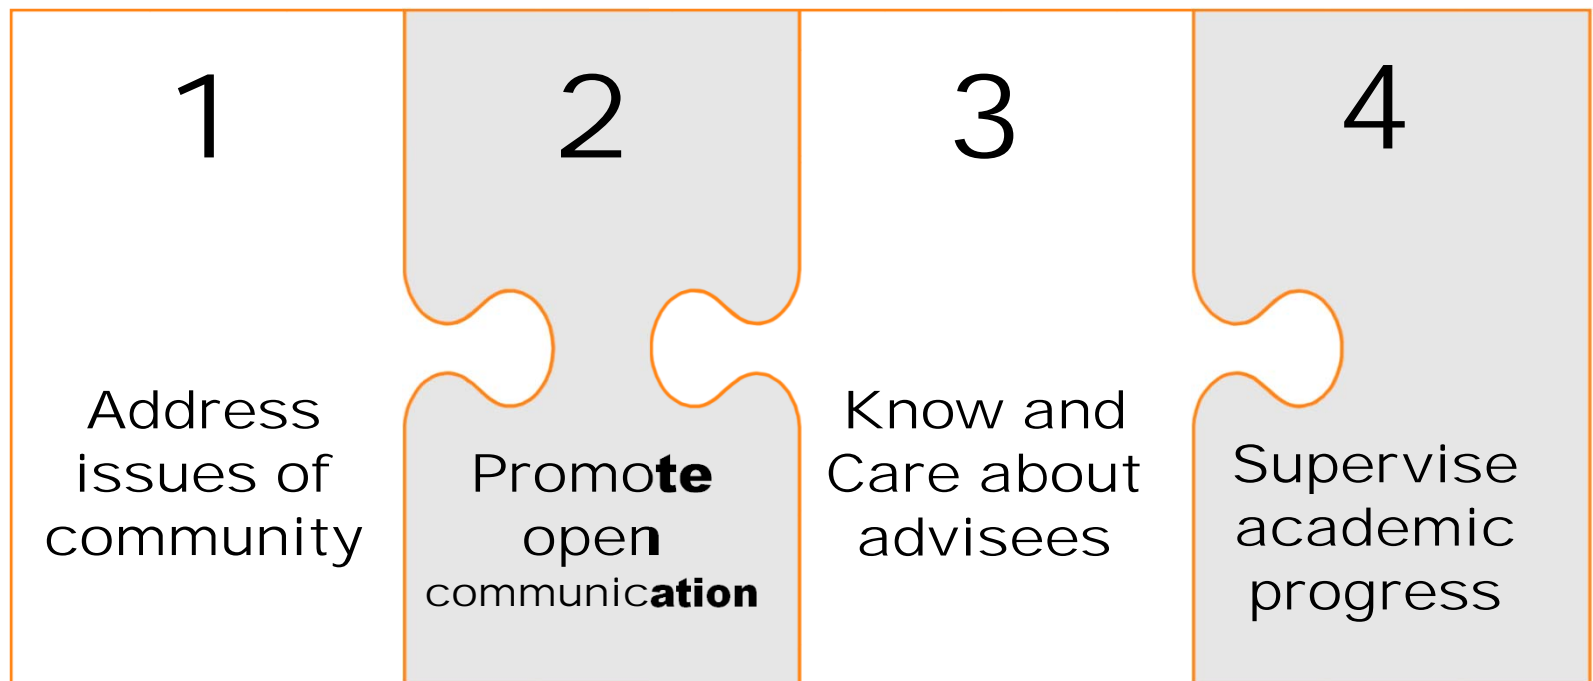 1
Address
issues of
community
2
Promote
open
communication
3
Know and
Care about
advisees
4
Supervise
academic
progress